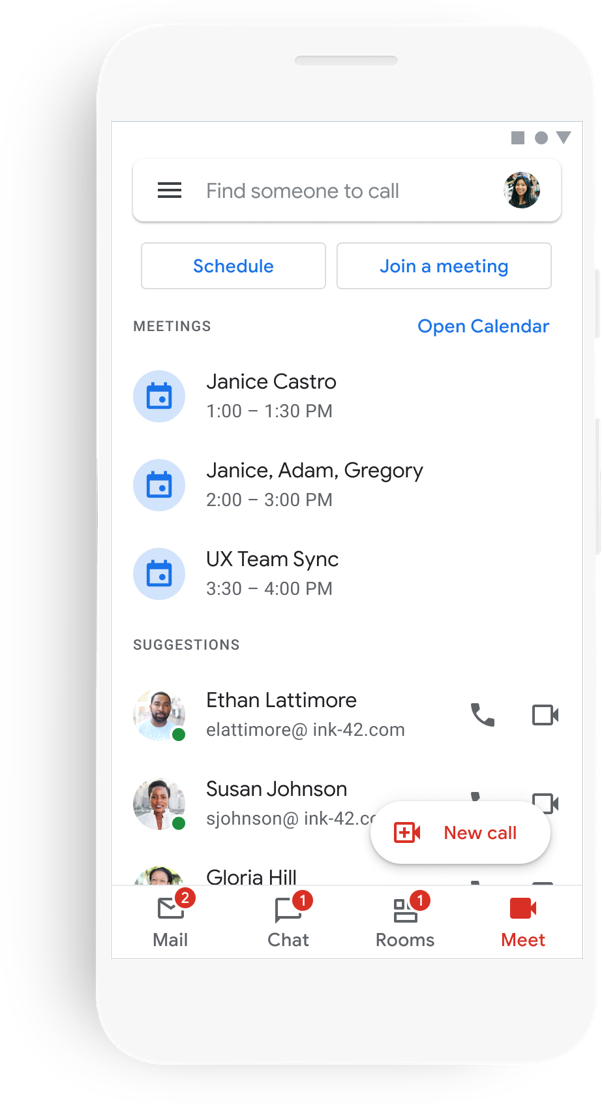 Find someone to call
Schedule
Join a meeting
MEETINGS
Open Calendar
Janice Castro
1:00 – 1:30 PM
Janice, Adam, Gregory
2:00 – 3:00 PM
UX Team Sync
3:30 – 4:00 PM
SUGGESTIONS
Ethan Lattimore
elattimore@ ink-42.com
Susan Johnson
sjohnson@ ink-42.co
New call
Gloria Hill
2
1
1
Mail
Chat
Rooms
Meet